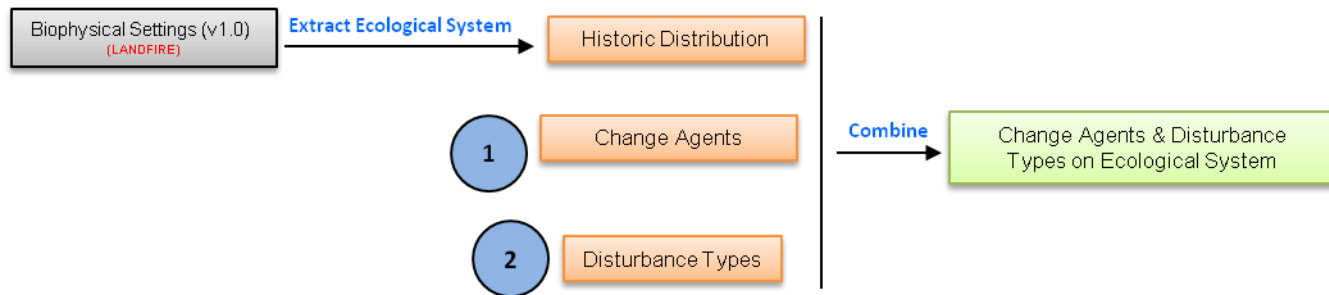 Biophysical Settings (v1.0)
(LANDFIRE)
Extract Ecological System
Historic Distribution
1
Change Agents
Combine
Change Agents & Disturbance
Types on Ecological System
2
Disturbance Types